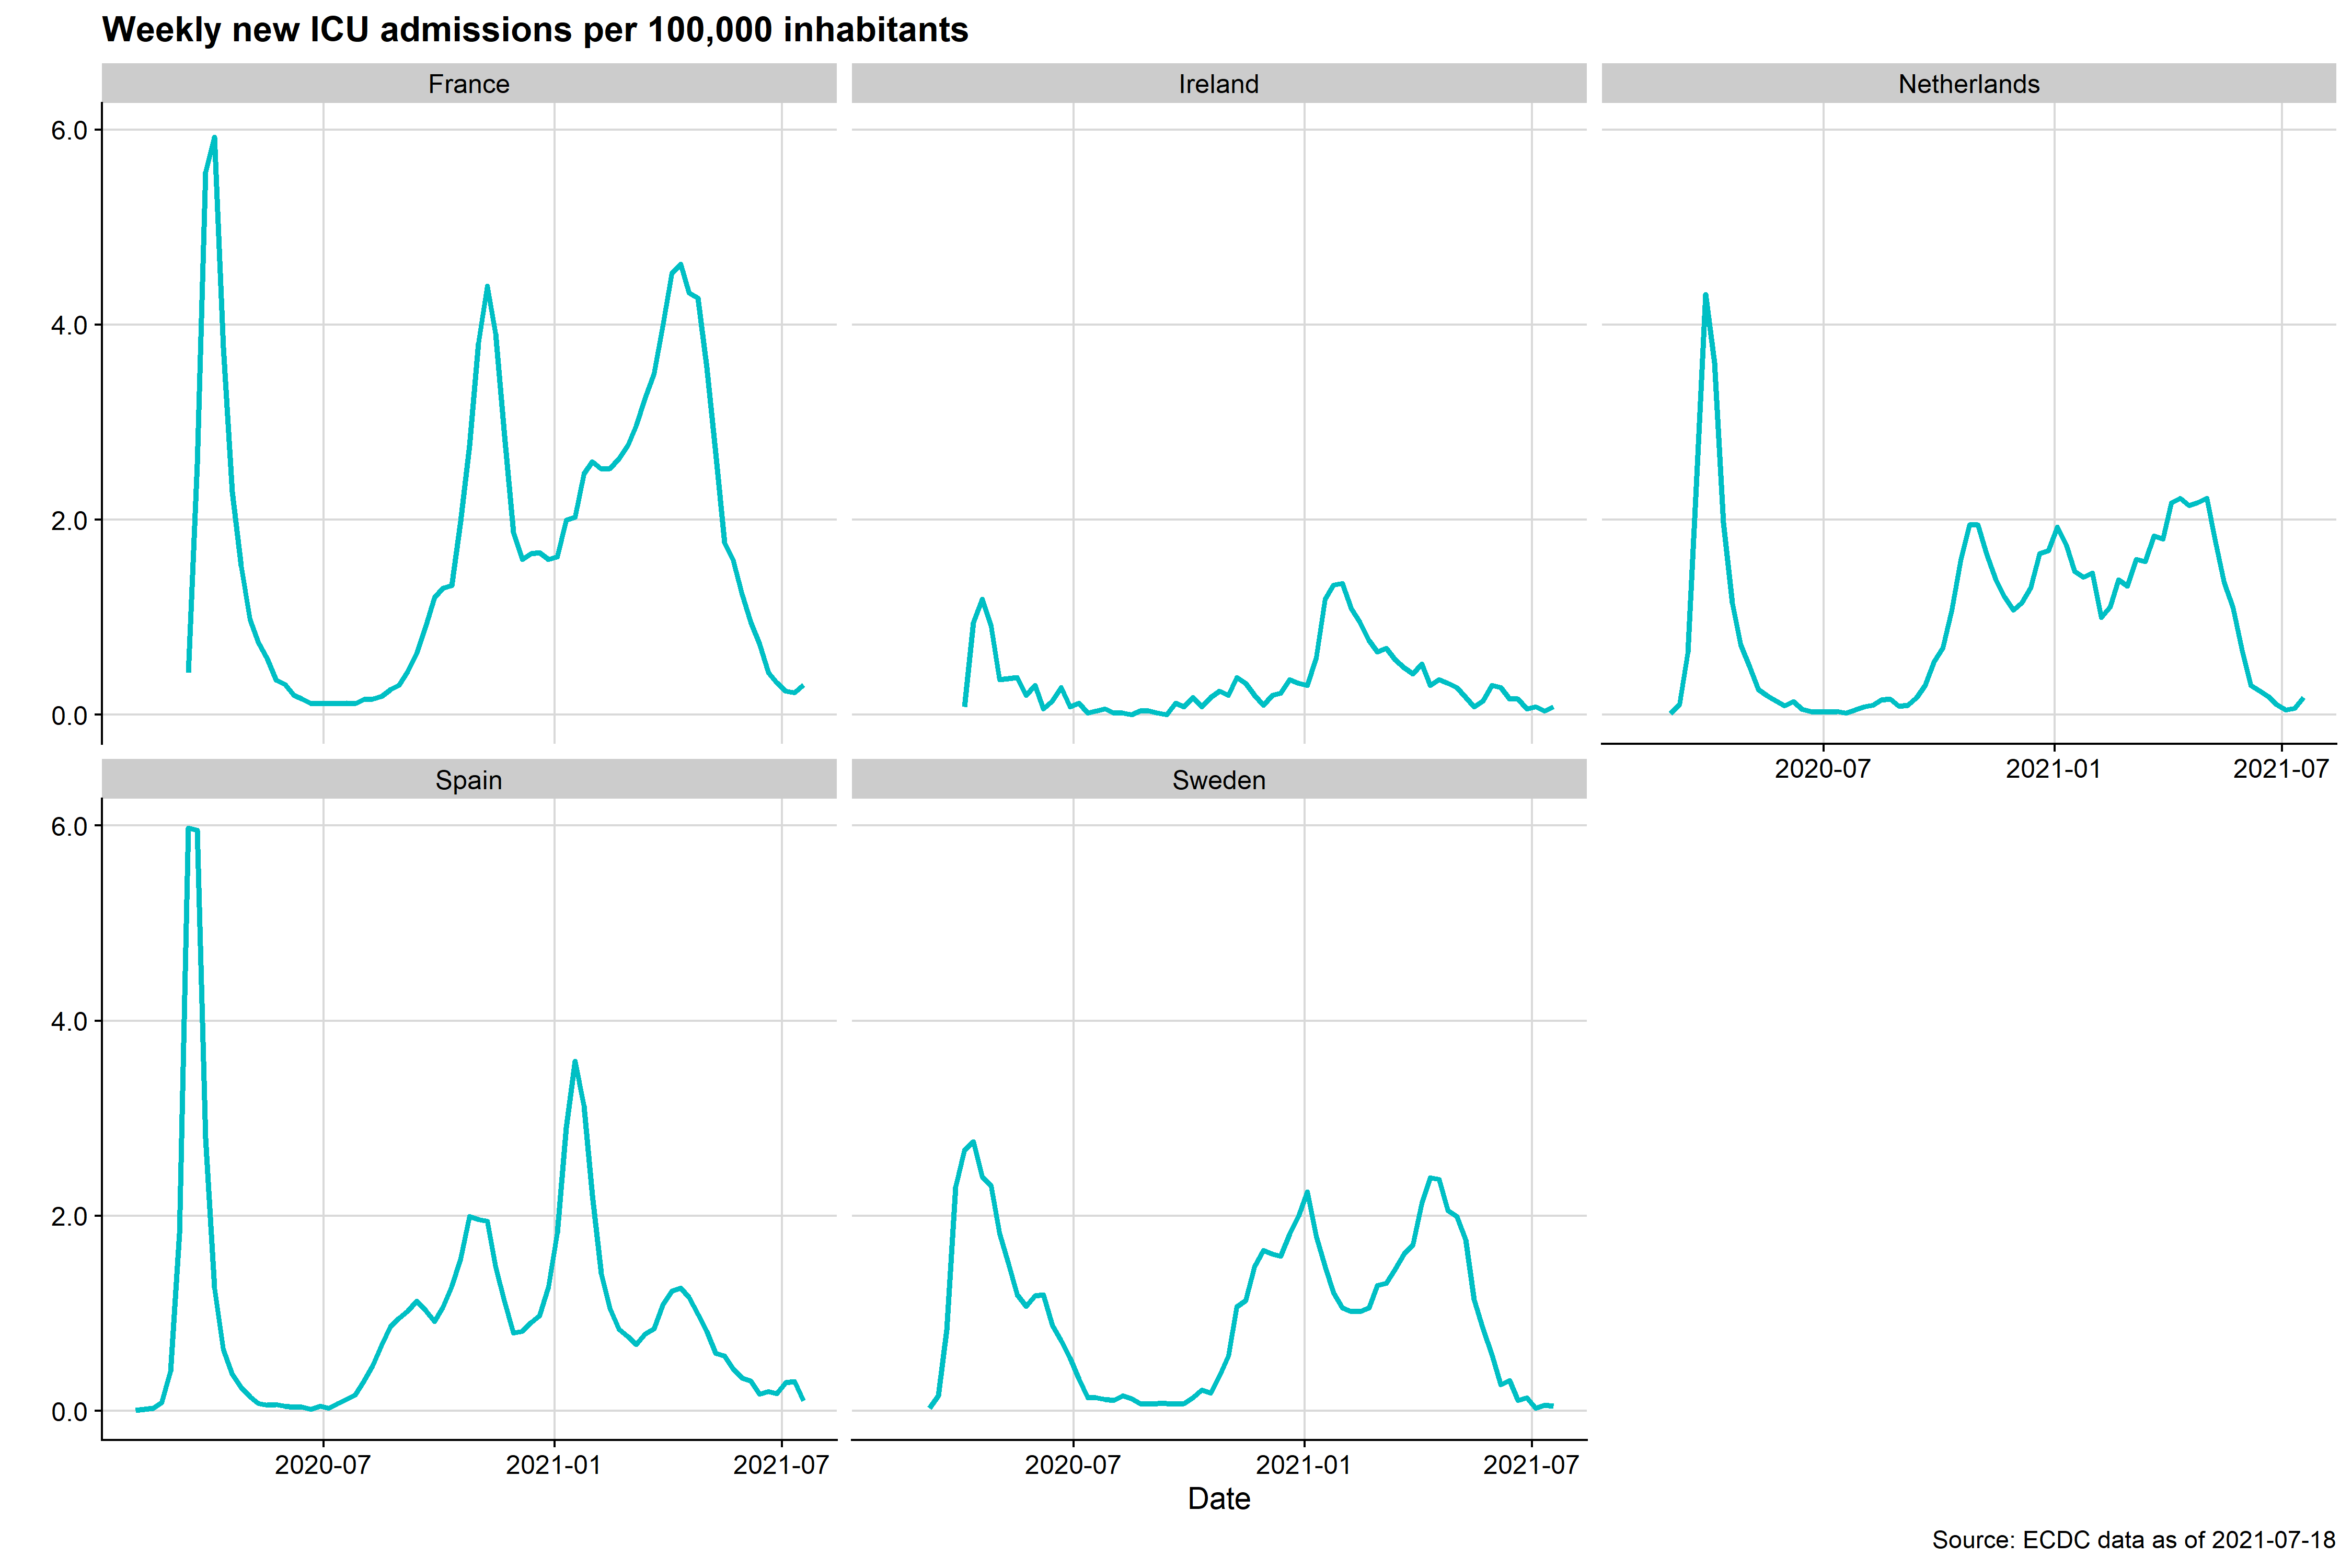 Weekly new ICU admissions per 100,000 inhabitants
France
Ireland
Netherlands
6.0
4.0
2.0
0.0
2020-07
2021-01
2021-07
Spain
Sweden
6.0
4.0
2.0
0.0
2020-07
2021-01
2021-07
2020-07
2021-01
2021-07
Date
Source: ECDC data as of 2021-07-18